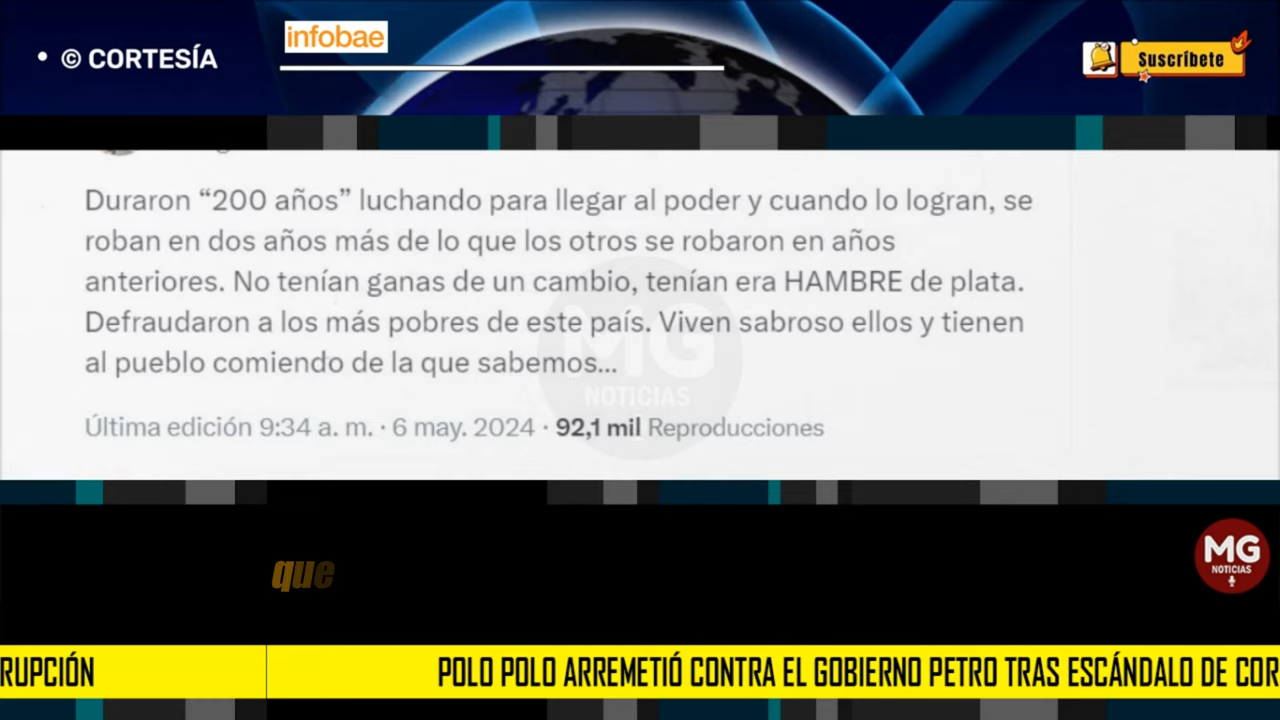 • © CORTESÍA
infobae
Suscríbete
Duraron “200 años” luchando para llegar al poder y cuando lo logran, se
roban en dos años más de lo que los otros se robaron en años
anteriores. No tenían ganas de un cambio, tenían era HAMBRE de plata.
Defraudaron a los más pobres de este país. Viven sabroso ellos y tienen
al pueblo comiendo de la que sabemos...
MG
NOTICIAS
Última edición 9:34 a. m. · 6 may. 2024 · 92,1 mil Reproducciones
que
MG
NOTICIAS
RUPCIÓN
POLO POLO ARREMETIÓ CONTRA EL GOBIERNO PETRO TRAS ESCÁNDALO DE COR